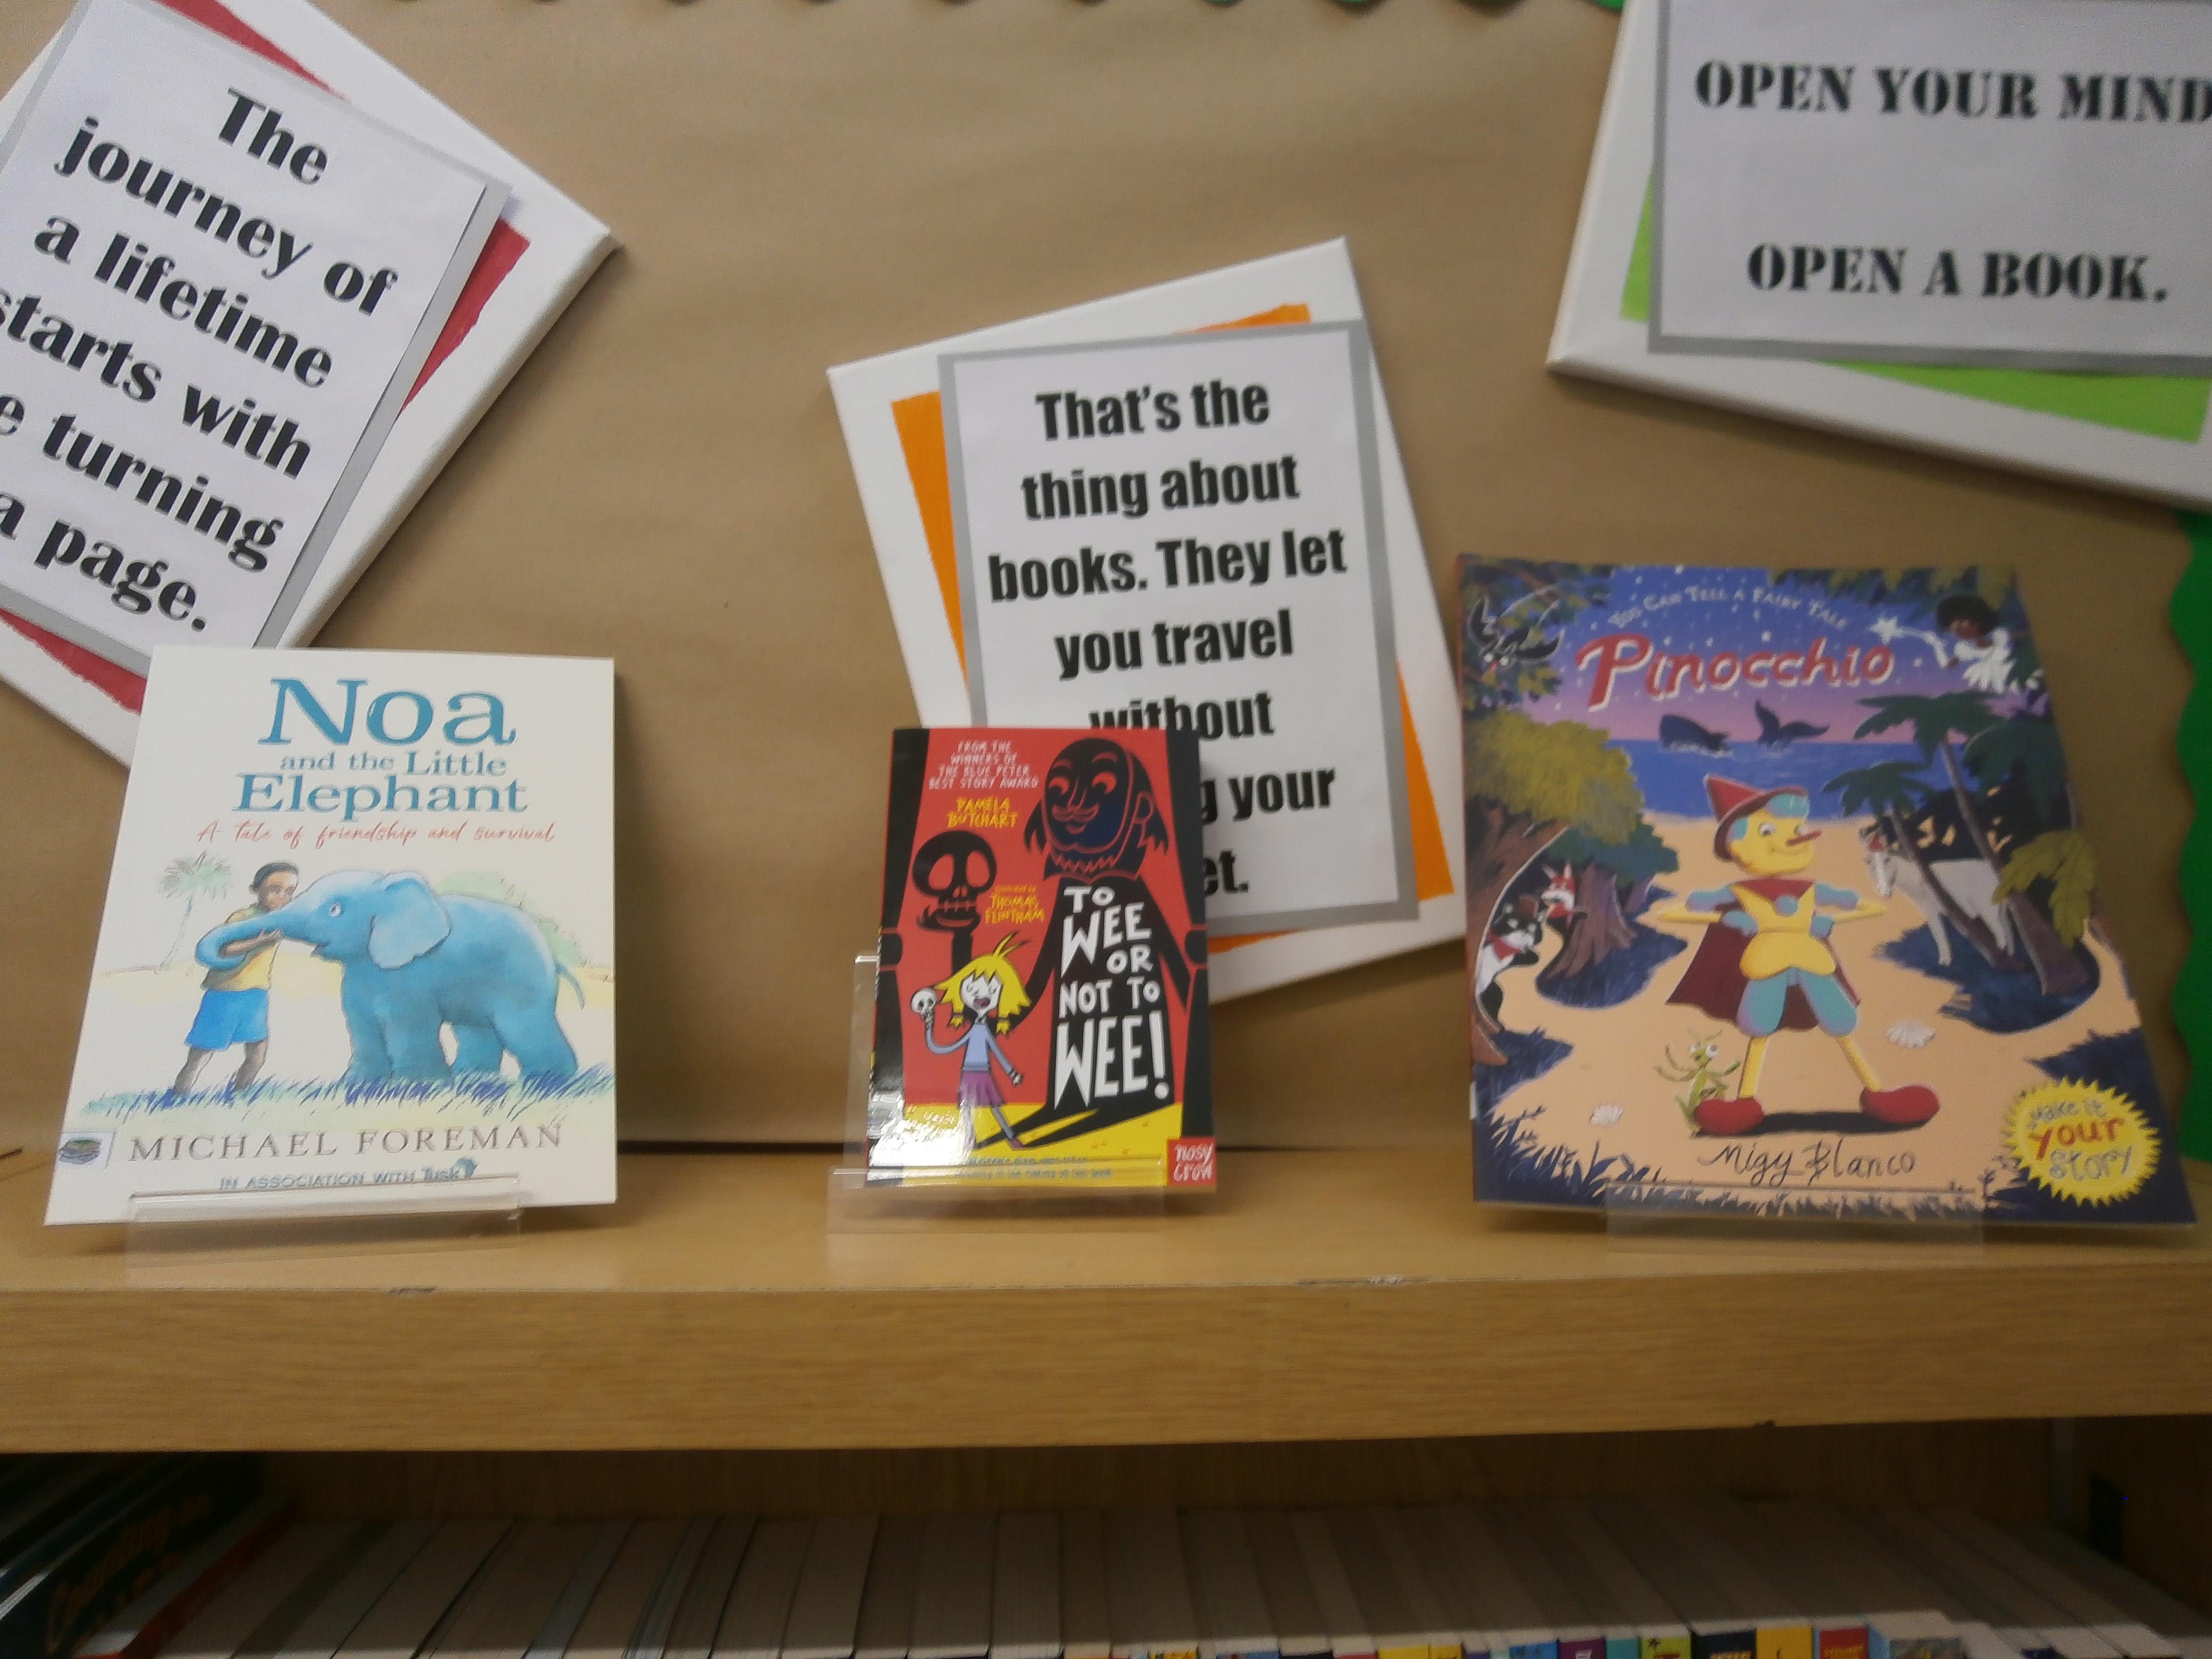 The
journey of
a lifetime
starts with
turning
a page.
That's the
thing about
books. They let
you travel
without
your
OPEN YOUR MIND
OPEN A BOOK.
Noa
and the Little
Elephant
A Tale of friendship and survival
MICHAEL FOREMAN
IN ASSOCIATION WITH Tusk
FROM THE
WINNERS OF
THE BLUE PETER
BEST STORY AWARD
PAMELA
BUTCHART
THOMAS
FLINTHAM
TO
WEE
OR
NOT TO
WEE!
nosy
crow
YOU CAN TELL A FAIRY TALE
Pinocchio
Migy Blanco
Make it
your
story